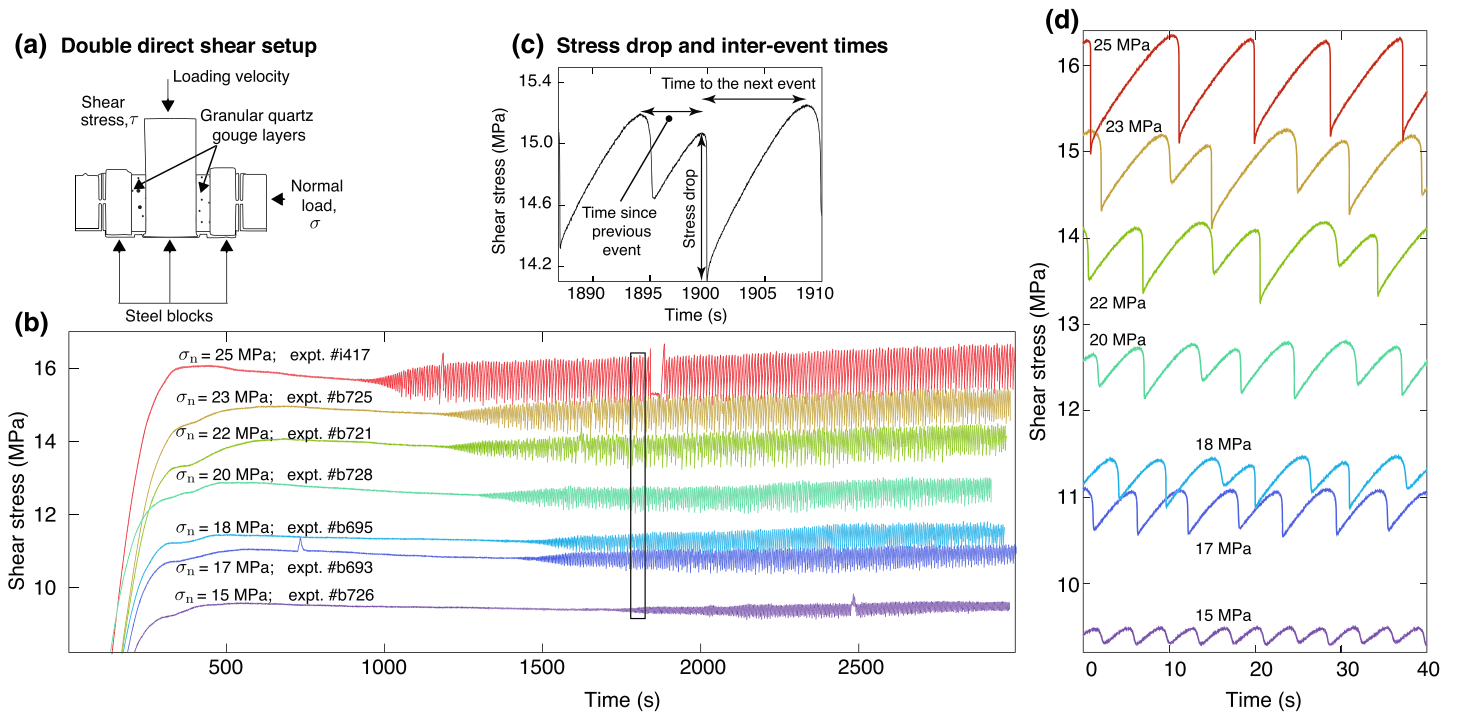 (a) Double direct shear setup
Loading velocity
Shear
stress,τ
Granular quartz
gouge layers
Normal
load,
σ
Steel blocks
(c) Stress drop and inter-event times
Shear stress (MPa)
15.4
15.0
14.6
14.2
Time to the next event
Time since
previous
event
Stress drop
1890 1895 1900 1905 1910
Time (s)
(b)
Shear stress (MPa)
16
14
12
10
σn = 25 MPa; expt. #i417
σn = 23 MPa; expt. #b725
σn = 22 MPa; expt. #b721
σn = 20 MPa; expt. #b728
σn = 18 MPa; expt. #b695
σn = 17 MPa; expt. #b693
σn = 15 MPa; expt. #b726
500 1000 1500 2000 2500
Time (s)
(d)
Shear stress (MPa)
16
15
14
13
12
11
10
25 MPa
23 MPa
22 MPa
20 MPa
18 MPa
17 MPa
15 MPa
0 10 20 30 40
Time (s)